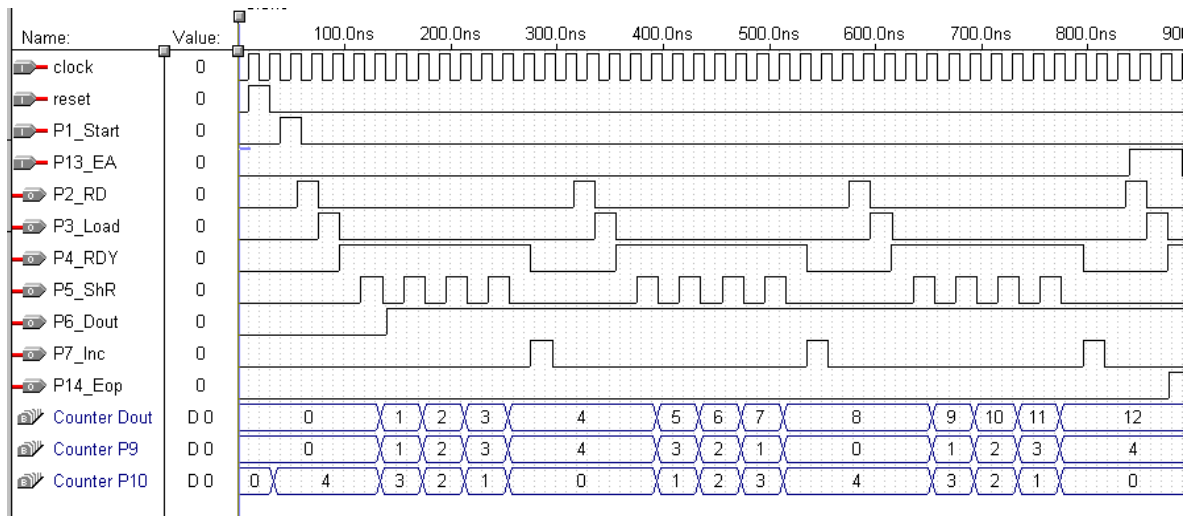 Name: Value: 100.0ns 200.0ns 300.0ns 400.0ns 500.0ns 600.0ns 700.0ns 800.0ns 90
clock 0
reset 0
P1_Start 0
P13_EA 0
P2_RD 0
P3_Load 0
P4_RDY 0
P5_ShR 0
P6_Dout 0
P7_Inc 0
P14_Eop 0
Counter Dout D 0 0 1 2 3 4 5 6 7 8 9 10 11 12
Counter P9 D 0 0 1 2 3 4 3 2 1 0 1 2 3 4
Counter P10 D 0 0 4 3 2 1 0 1 2 3 4 3 2 1 0